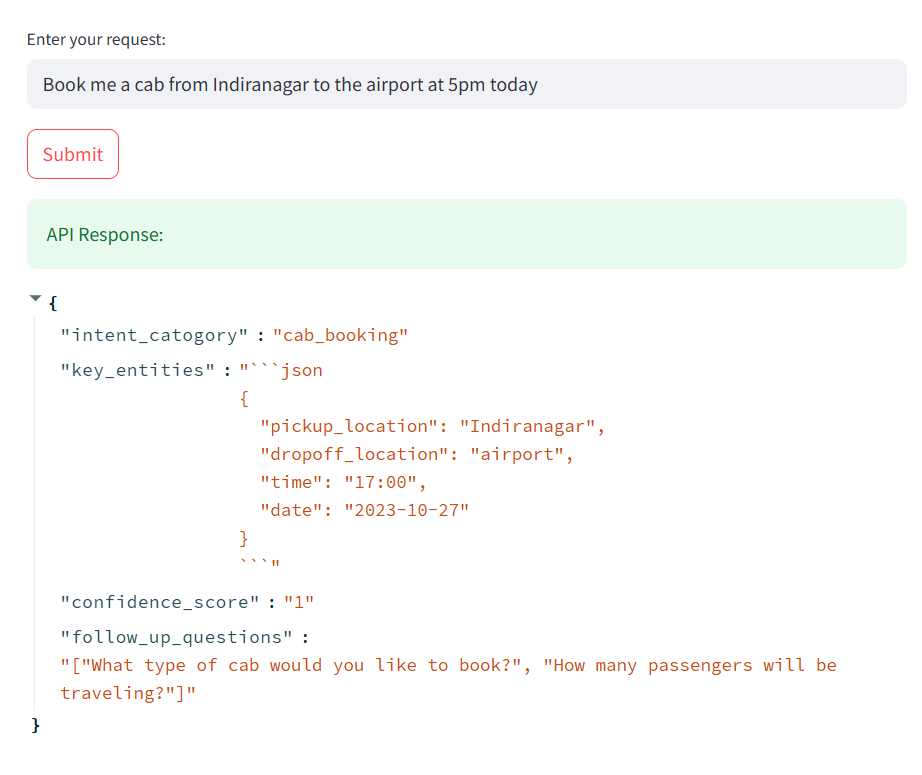 Enter your request:
Book me a cab from Indiranagar to the airport at 5pm today
Submit
API Response:
{
"intent_catogory" : "cab_booking"
"key_entities" : "```json
{
"pickup_location": "Indiranagar",
"dropoff_location": "airport",
"time": "17:00",
"date": "2023-10-27"
}
```"
"confidence_score" : "1"
"follow_up_questions" :
"["What type of cab would you like to book?", "How many passengers will be
traveling?"]"
}